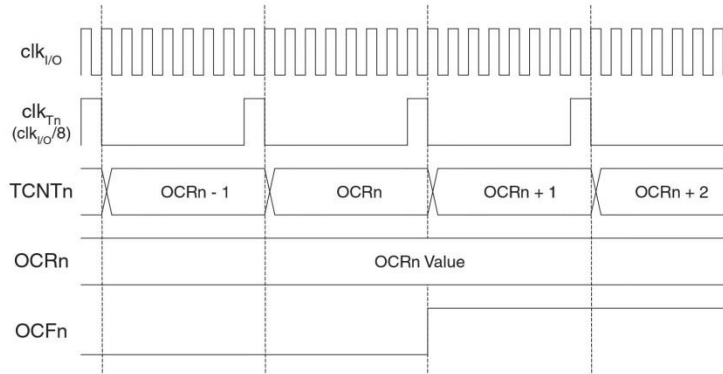 clkI/O
clkTn
(clkI/O/8)
TCNTn
OCRn - 1
OCRn
OCRn + 1
OCRn + 2
OCRn
OCRn Value
OCFn